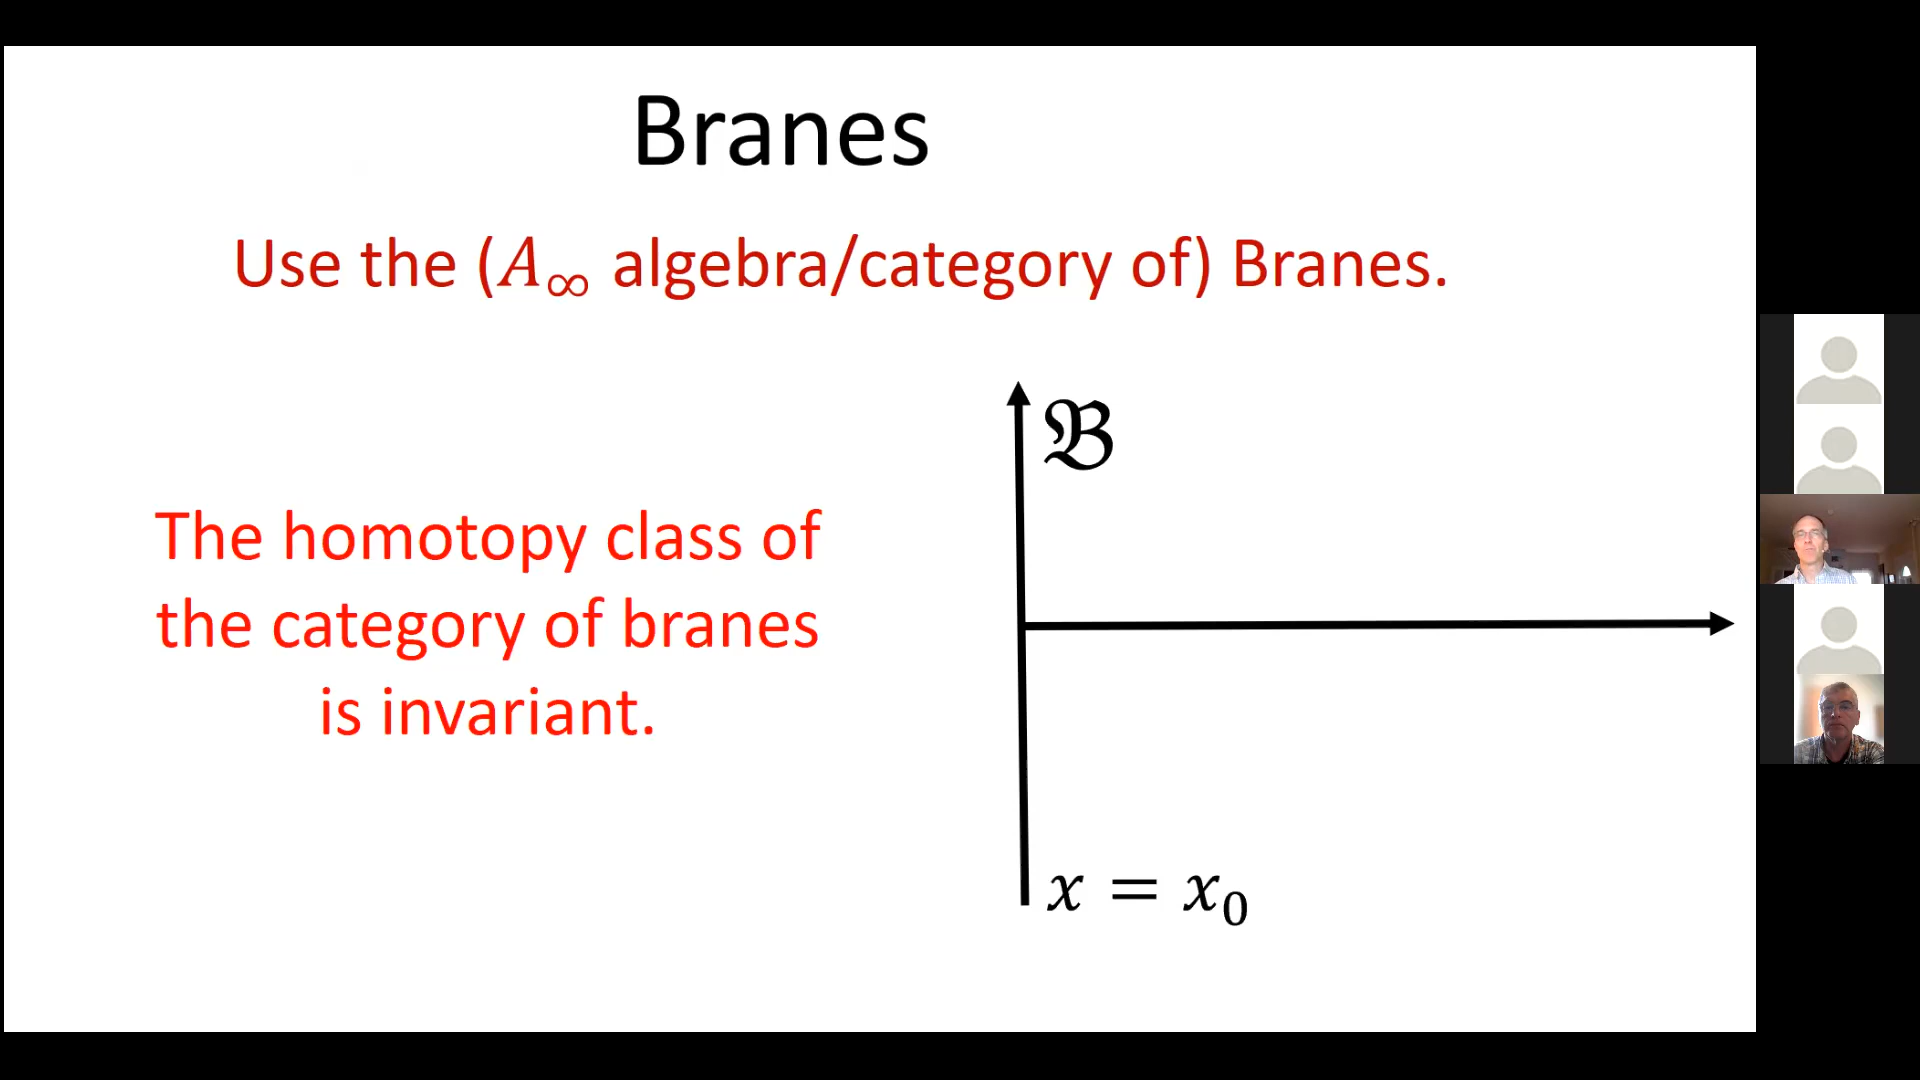 Branes
Use the (A∞ algebra/category of) Branes.
𝔅
The homotopy class of
the category of branes
is invariant.
x = x₀